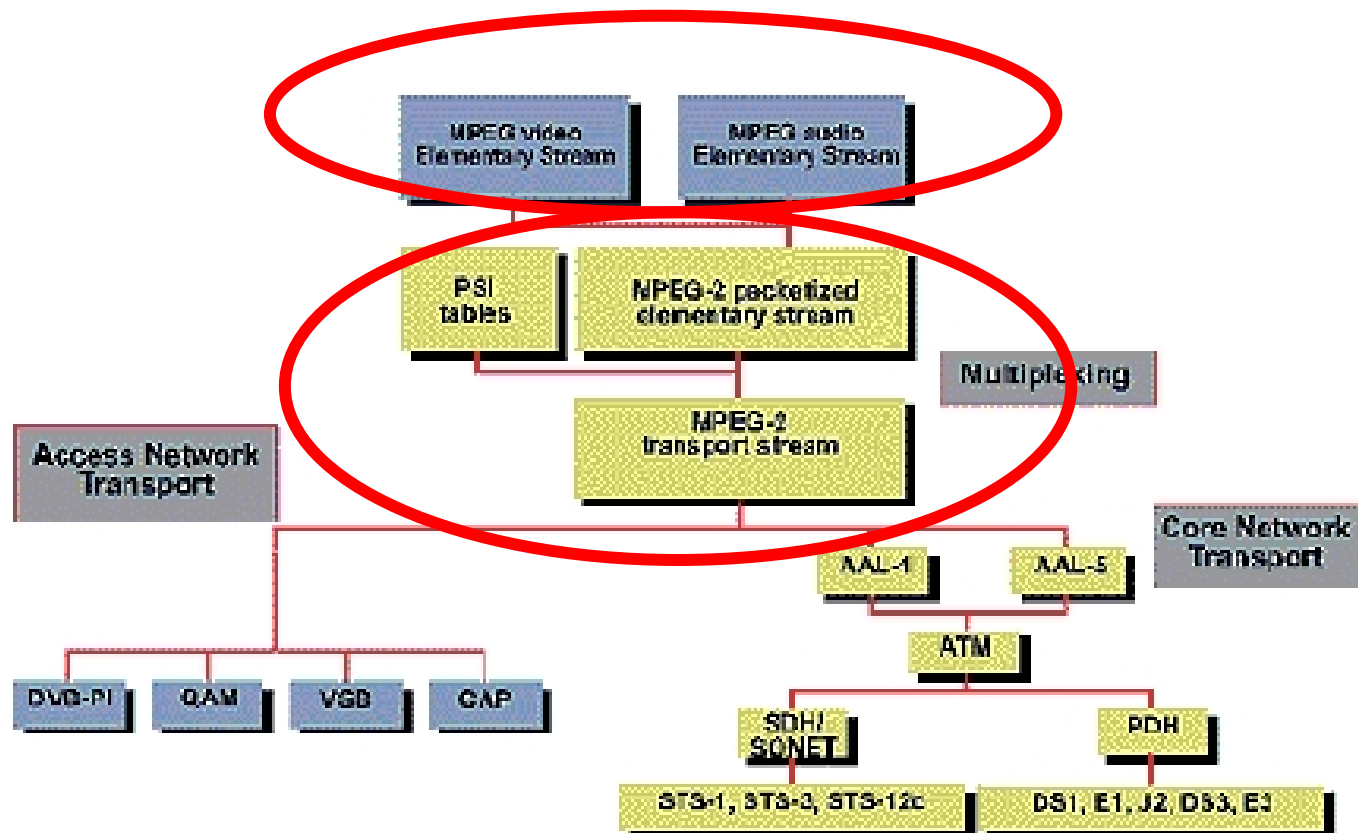 MPEG video
Elementary Stream
MPEG audio
Elementary Stream
PSI
tables
MPEG-2 packetized
elementary stream
Multiplexing
MPEG-2
transport stream
Access Network
Transport
Core Network
Transport
AAL-1
AAL-5
ATM
DVB-PI
QAM
VSB
CAP
SDH/
SONET
PDH
STS-1, STS-3, STS-12c
DS1, E1, J2, DS3, E3